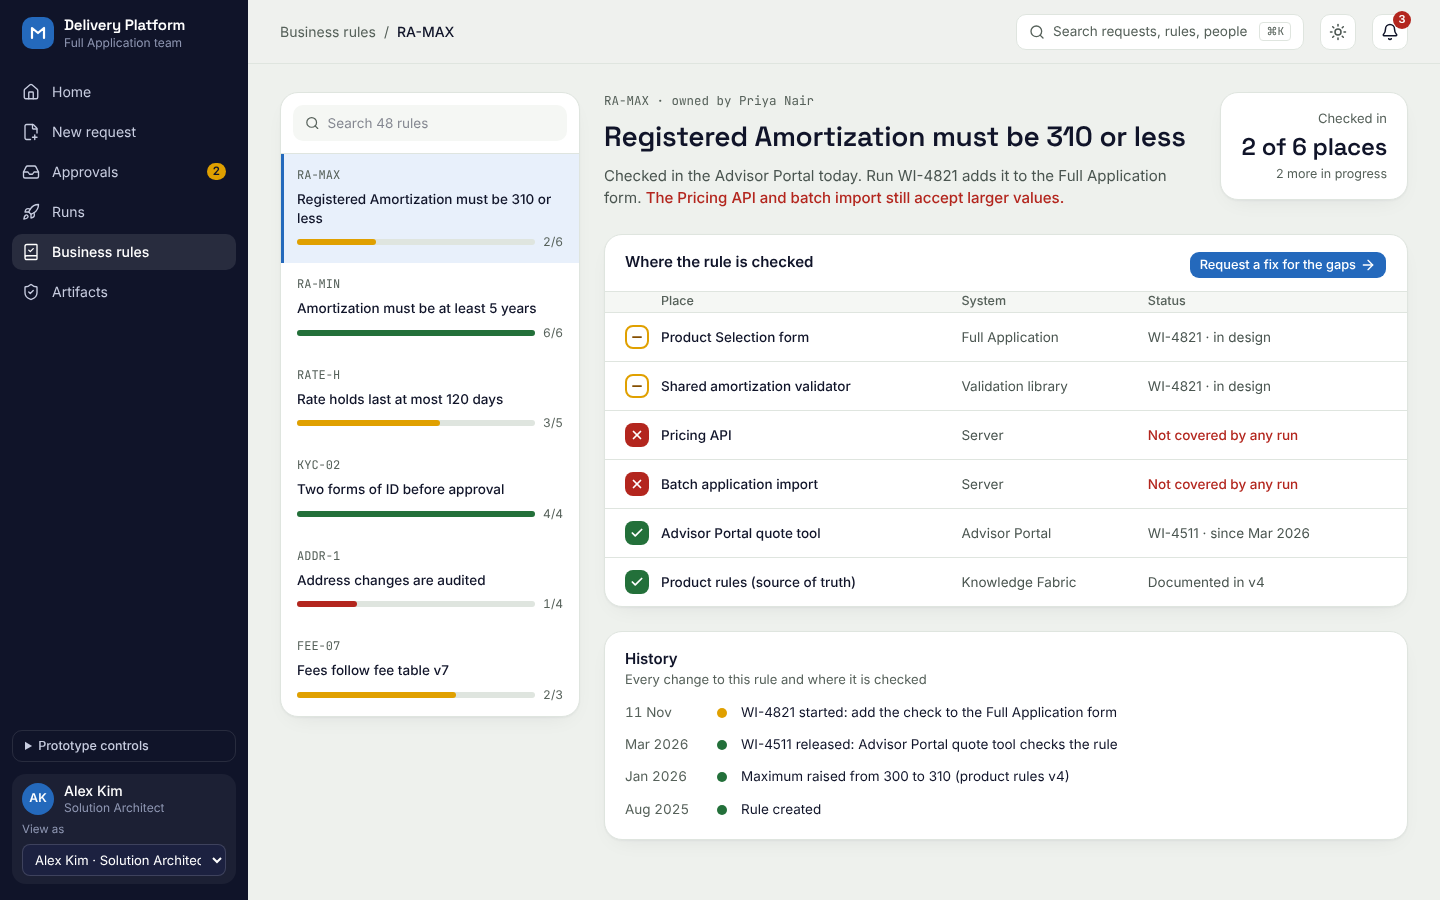 Delivery Platform
Full Application team
Home
New request
Approvals 2
Runs
Business rules
Artifacts
Prototype controls
AK Alex Kim
Solution Architect
View as
Alex Kim · Solution Architec
Business rules / RA-MAX
Search requests, rules, people ⌘K
3
Search 48 rules
RA-MAX
Registered Amortization must be 310 or
less
2/6
RA-MIN
Amortization must be at least 5 years
6/6
RATE-H
Rate holds last at most 120 days
3/5
KYC-02
Two forms of ID before approval
4/4
ADDR-1
Address changes are audited
1/4
FEE-07
Fees follow fee table v7
2/3
RA-MAX · owned by Priya Nair
Registered Amortization must be 310 or less
Checked in the Advisor Portal today. Run WI-4821 adds it to the Full Application
form. The Pricing API and batch import still accept larger values.
Checked in
2 of 6 places
2 more in progress
Where the rule is checked
Request a fix for the gaps →
Place System Status
Product Selection form Full Application WI-4821 · in design
Shared amortization validator Validation library WI-4821 · in design
Pricing API Server Not covered by any run
Batch application import Server Not covered by any run
Advisor Portal quote tool Advisor Portal WI-4511 · since Mar 2026
Product rules (source of truth) Knowledge Fabric Documented in v4
History
Every change to this rule and where it is checked
11 Nov WI-4821 started: add the check to the Full Application form
Mar 2026 WI-4511 released: Advisor Portal quote tool checks the rule
Jan 2026 Maximum raised from 300 to 310 (product rules v4)
Aug 2025 Rule created